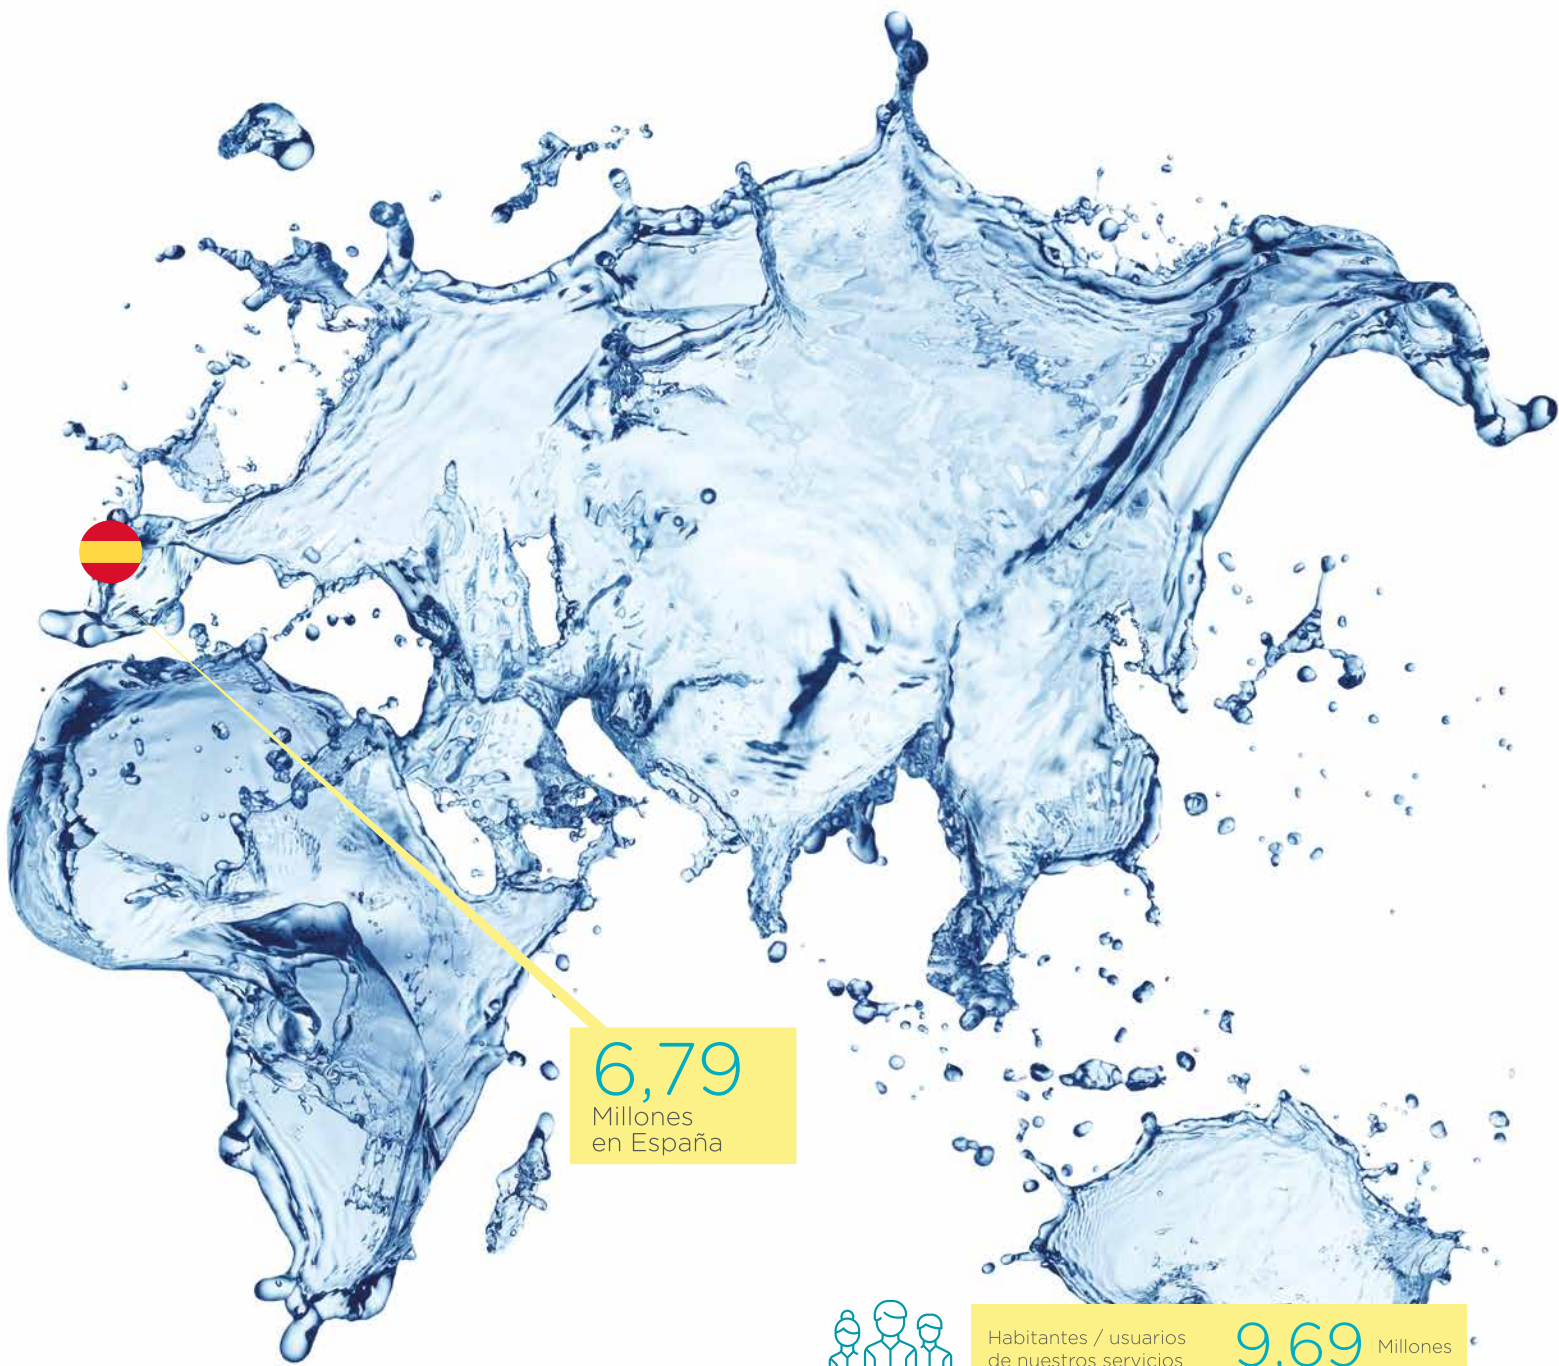 6,79
Millones
en España
Habitantes / usuarios
de nuestros servicios
9,69 Millones